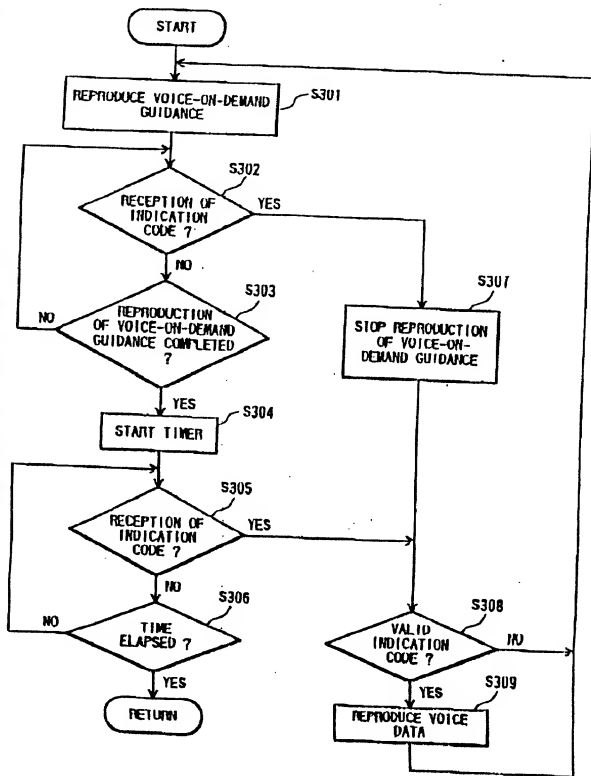 START
REPRODUCE VOICE-ON-DEMAND
GUIDANCE
S301
S302
RECEPTION OF
INDICATION
CODE ?
YES
NO
S303
REPRODUCTION
OF VOICE-ON-DEMAND
GUIDANCE COMPLETED
?
NO
YES
S307
STOP REPRODUCTION
OF VOICE-ON-
DEMAND GUIDANCE
S304
START TIMER
S305
RECEPTION OF
INDICATION
CODE ?
YES
NO
S306
TIME
ELAPSED ?
NO
YES
RETURN
S308
VALID
INDICATION
CODE ?
NO
YES
S309
REPRODUCE VOICE
DATA